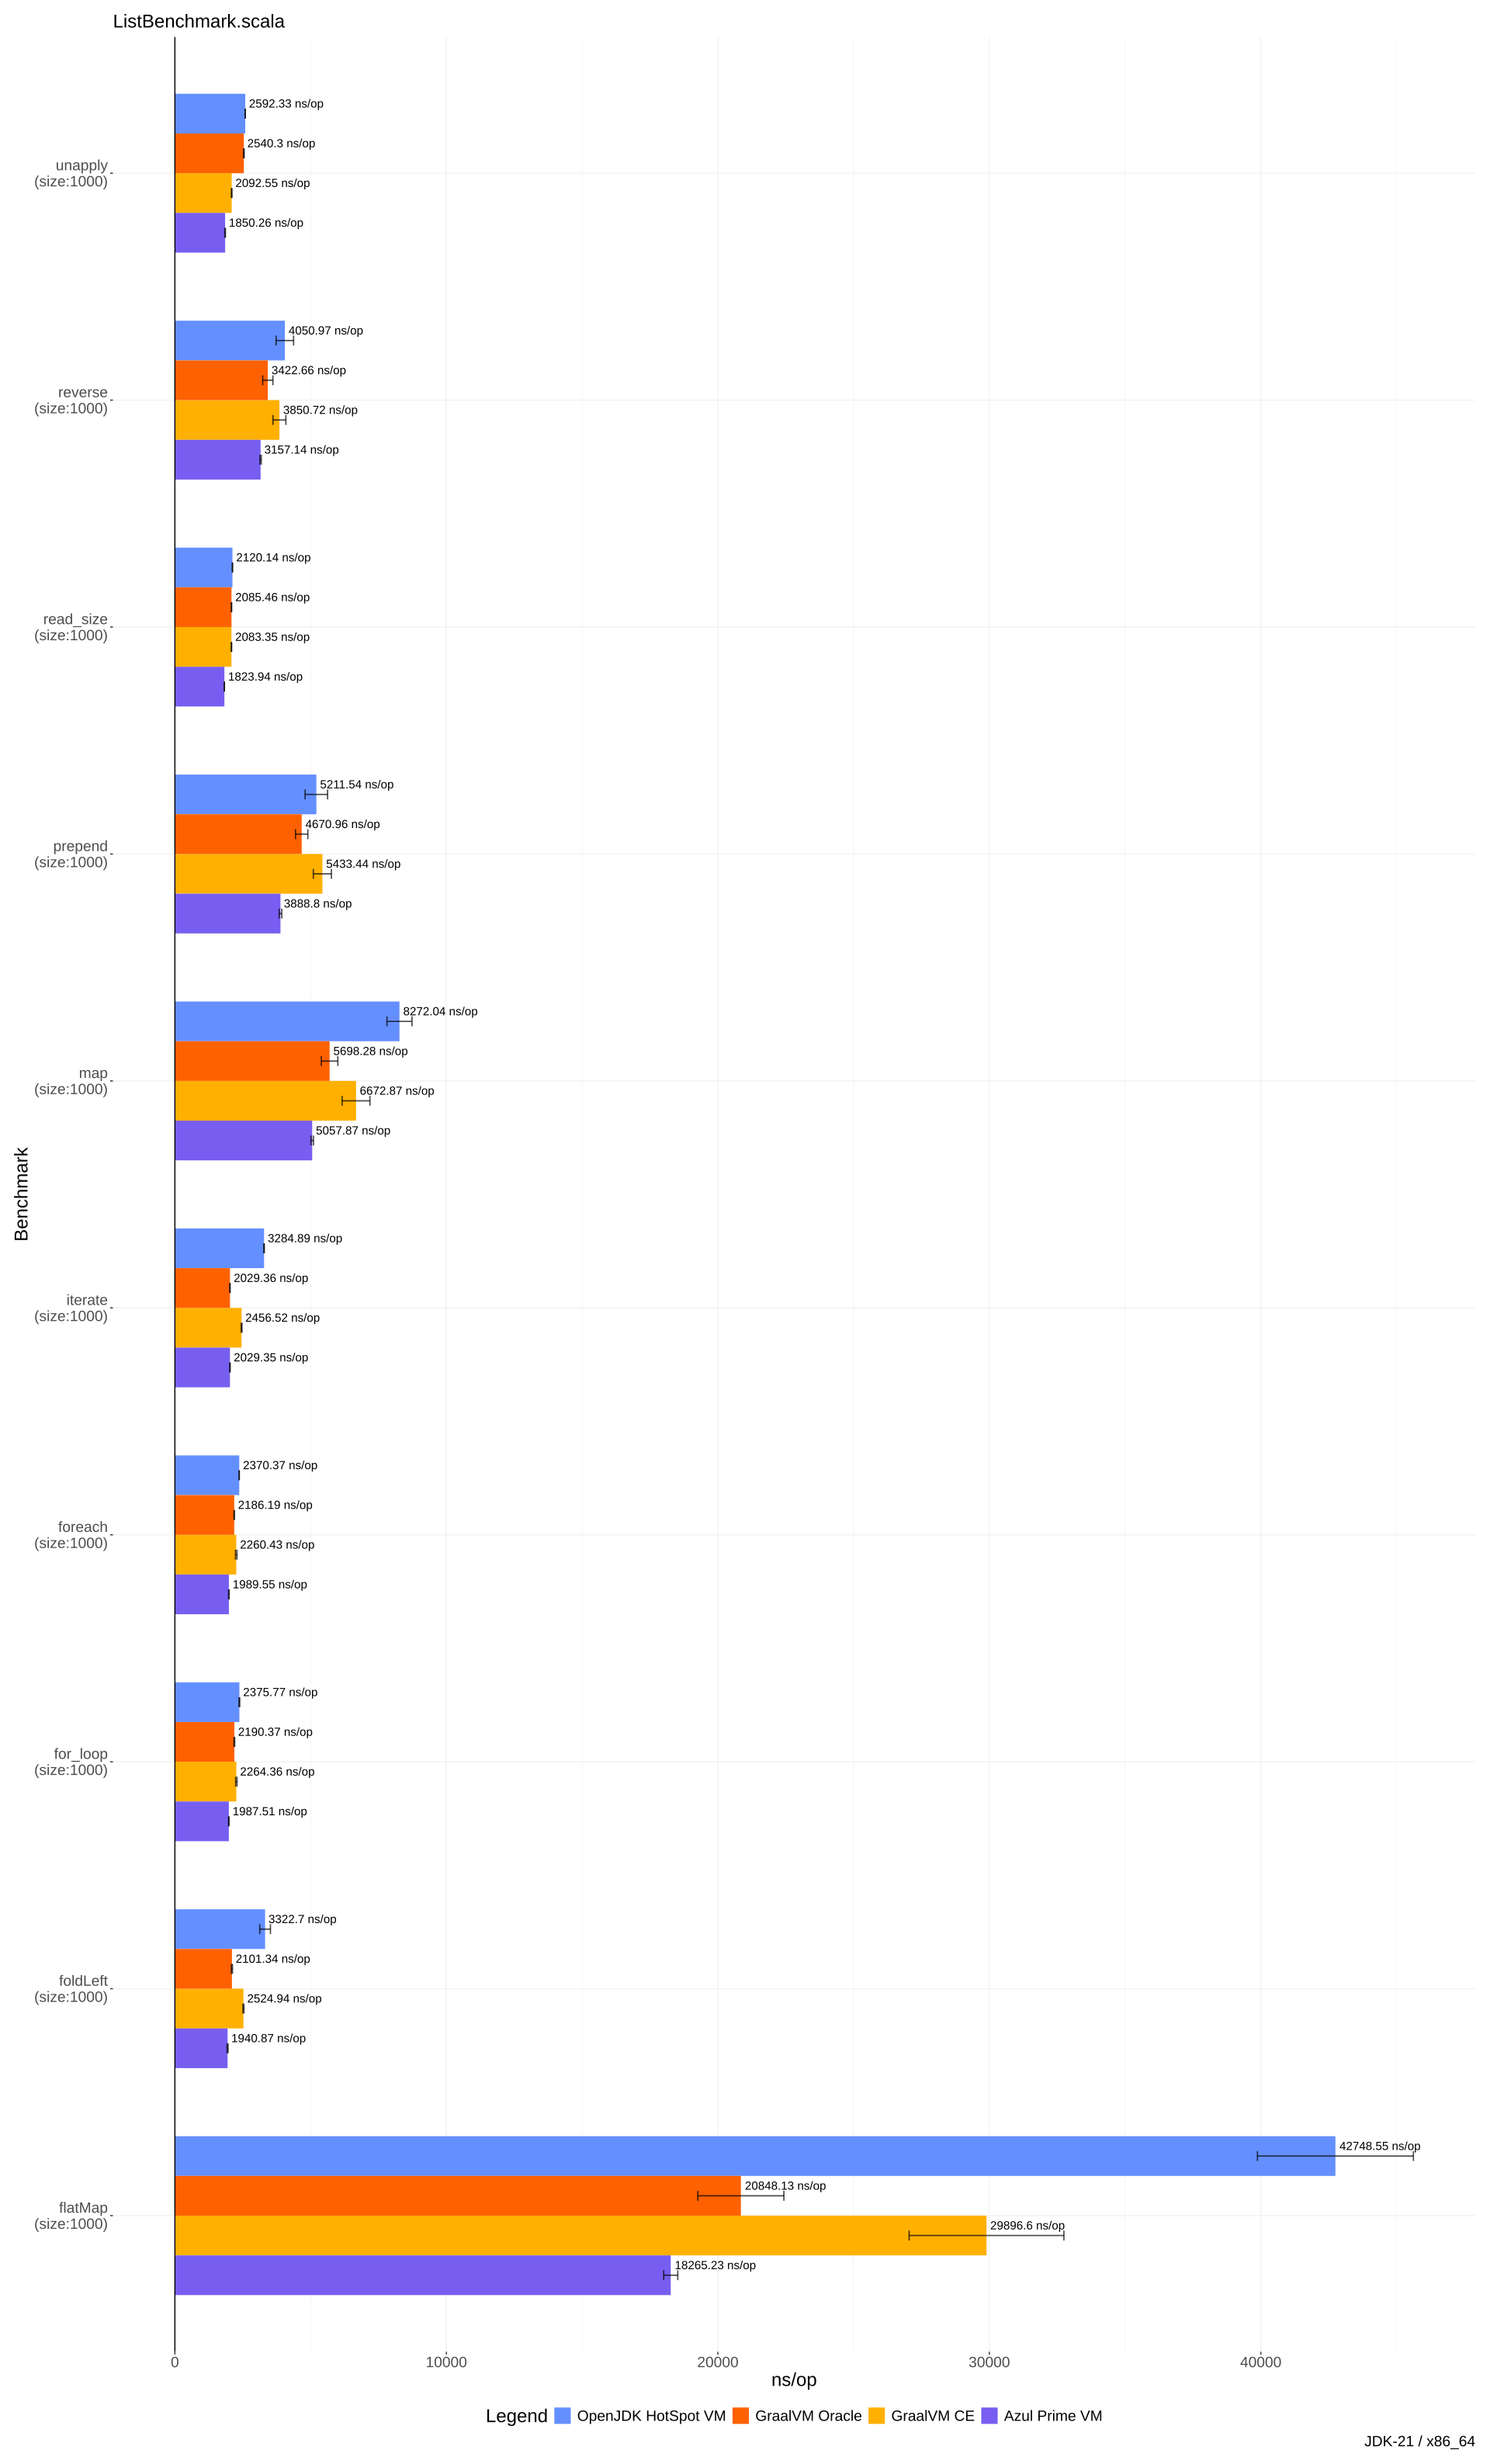 ListBenchmark.scala
2592.33 ns/op
2540.3 ns/op
unapply
(size:1000)
2092.55 ns/op
1850.26 ns/op
4050.97 ns/op
3422.66 ns/op
reverse
(size:1000)
3850.72 ns/op
3157.14 ns/op
2120.14 ns/op
2085.46 ns/op
read_size
(size:1000)
2083.35 ns/op
1823.94 ns/op
5211.54 ns/op
4670.96 ns/op
prepend
(size:1000)
5433.44 ns/op
3888.8 ns/op
8272.04 ns/op
5698.28 ns/op
map
(size:1000)
6672.87 ns/op
5057.87 ns/op
Benchmark
3284.89 ns/op
2029.36 ns/op
iterate
(size:1000)
2456.52 ns/op
2029.35 ns/op
2370.37 ns/op
2186.19 ns/op
foreach
(size:1000)
2260.43 ns/op
1989.55 ns/op
2375.77 ns/op
2190.37 ns/op
for_loop
(size:1000)
2264.36 ns/op
1987.51 ns/op
3322.7 ns/op
2101.34 ns/op
foldLeft
(size:1000)
2524.94 ns/op
1940.87 ns/op
42748.55 ns/op
20848.13 ns/op
flatMap
(size:1000)
29896.6 ns/op
18265.23 ns/op
0 10000 20000 30000 40000
ns/op
Legend OpenJDK HotSpot VM GraalVM Oracle GraalVM CE Azul Prime VM
JDK-21 / x86_64